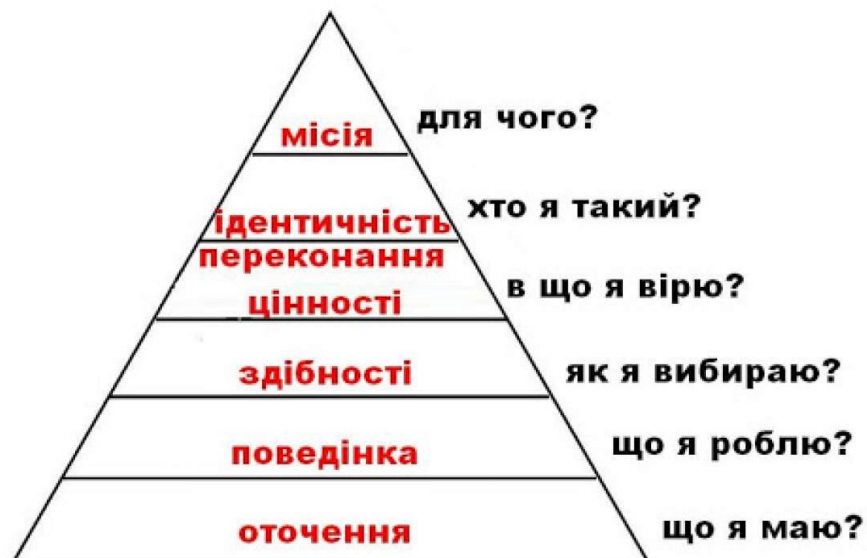 місія
для чого?
ідентичність
хто я такий?
переконання
цінності
в що я вірю?
здібності
як я вибираю?
поведінка
що я роблю?
оточення
що я маю?